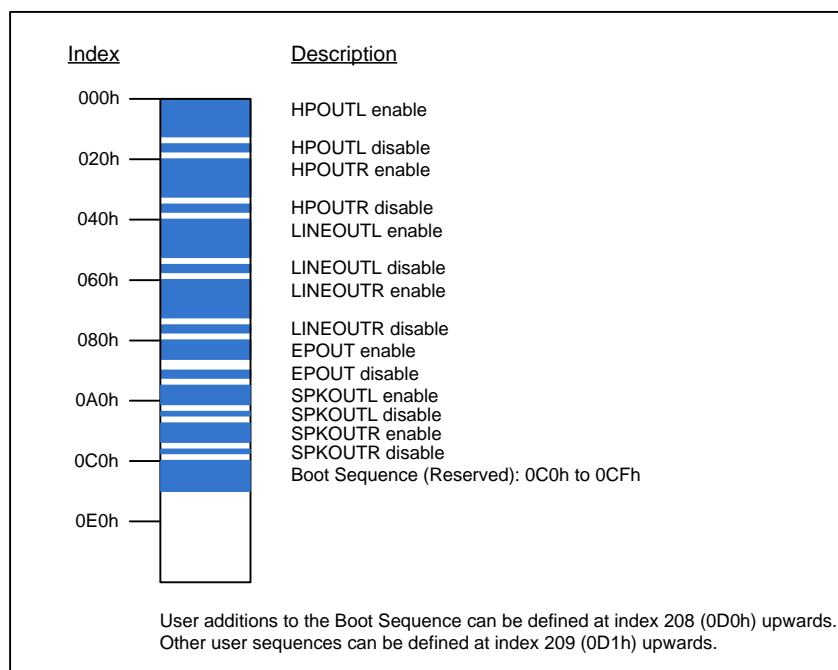 Index Description
000h
HPOUTL enable
HPOUTL disable
020h
HPOUTR enable
HPOUTR disable
040h
LINEOUTL enable
LINEOUTL disable
060h
LINEOUTR enable
LINEOUTR disable
080h
EPOUT enable
EPOUT disable
0A0h
SPKOUTL enable
SPKOUTL disable
SPKOUTR enable
SPKOUTR disable
0C0h
Boot Sequence (Reserved): 0C0h to 0CFh
0E0h
User additions to the Boot Sequence can be defined at index 208 (0D0h) upwards.
Other user sequences can be defined at index 209 (0D1h) upwards.